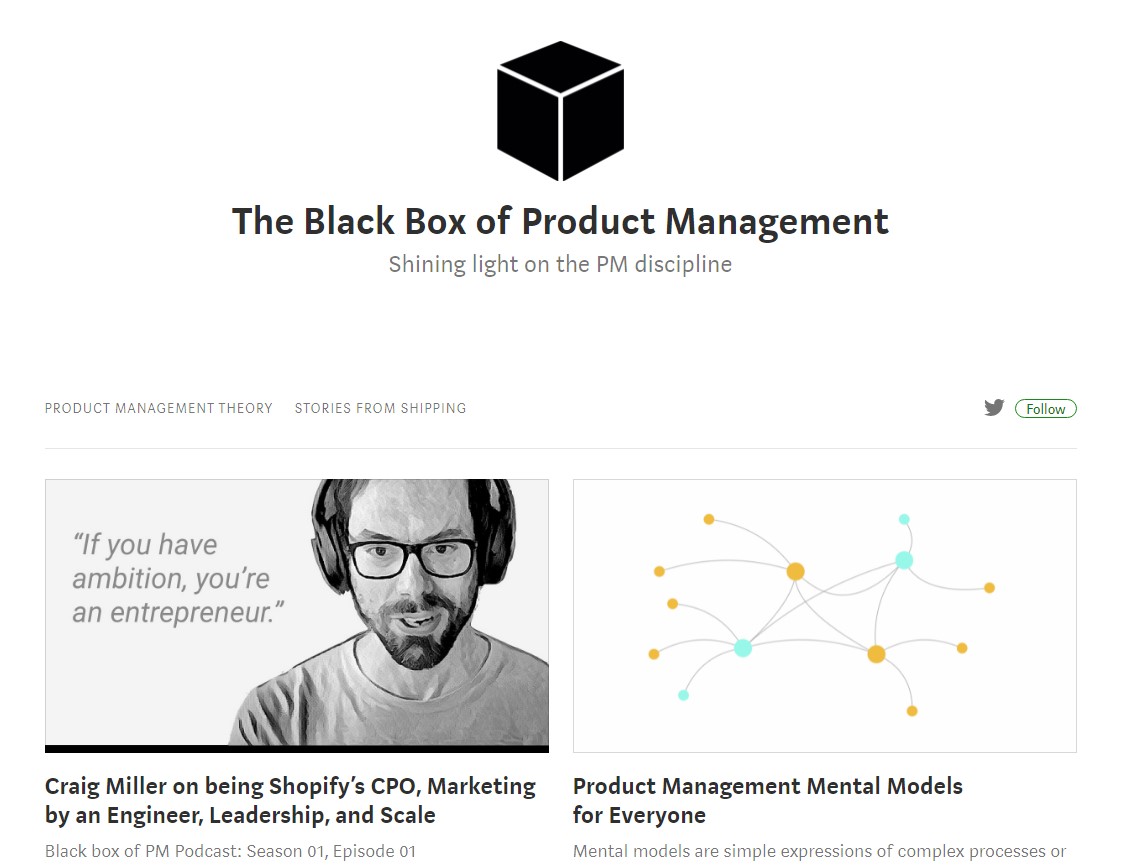 The Black Box of Product Management
Shining light on the PM discipline
PRODUCT MANAGEMENT THEORY STORIES FROM SHIPPING
Follow
“If you have
ambition, you’re
an entrepreneur.”
Craig Miller on being Shopify’s CPO, Marketing
by an Engineer, Leadership, and Scale
Black box of PM Podcast: Season 01, Episode 01
Product Management Mental Models
for Everyone
Mental models are simple expressions of complex processes or